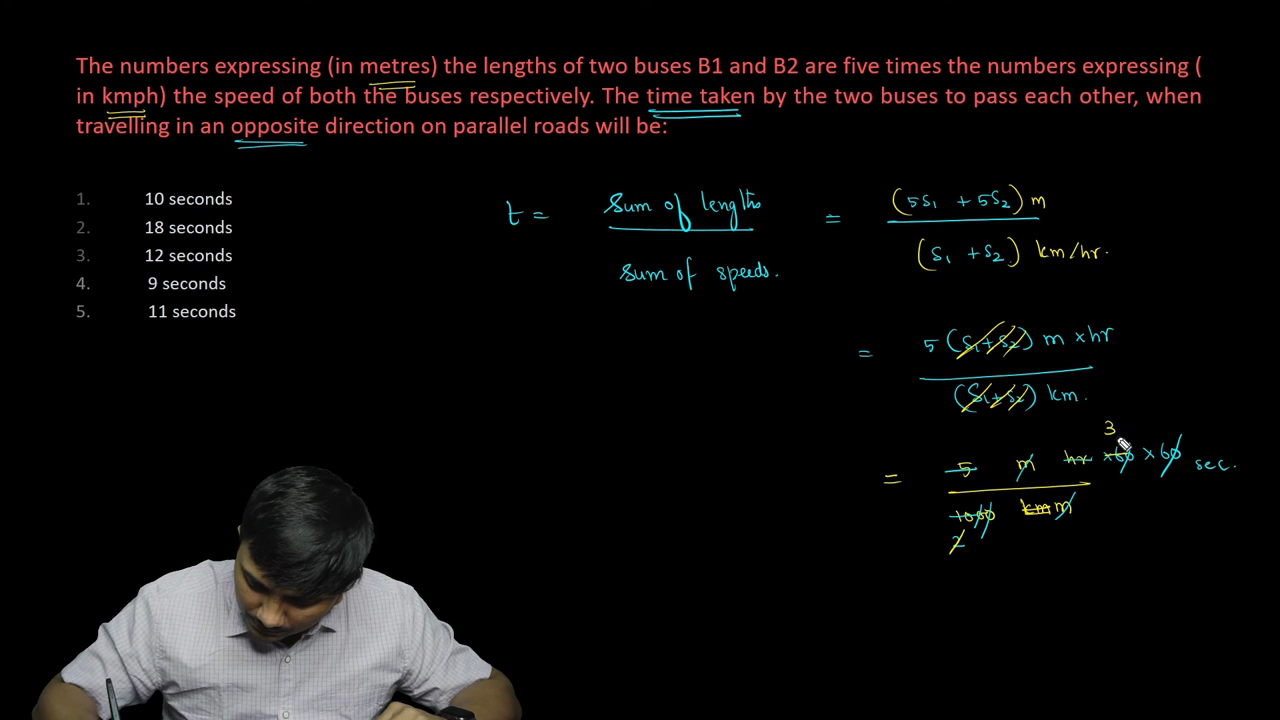 The numbers expressing (in metres) the lengths of two buses B1 and B2 are five times the numbers expressing (
in kmph) the speed of both the buses respectively. The time taken by the two buses to pass each other, when
travelling in an opposite direction on parallel roads will be:
1. 10 seconds
2. 18 seconds
3. 12 seconds
4. 9 seconds
5. 11 seconds
t = Sum of lengths / Sum of speeds. = (5S1 + 5S2) m / (S1 + S2) km/hr.
= 5 (S1+S2) m × hr / (S1+S2) km.
3
= 5 m hr × 60 × 60 sec.
1000 km m
2